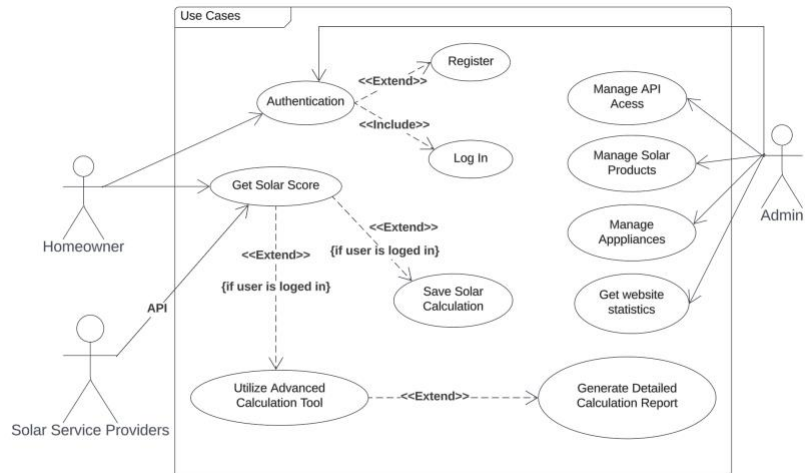 Use Cases
Register
<<Extend>>
Authentication
<<Include>>
Log In
Manage API
Acess
Manage Solar
Products
Admin
Homeowner
Get Solar Score
<<Extend>>
{if user is loged in}
<<Extend>>
{if user is loged in}
Manage
Apppliances
Get website
statistics
Save Solar
Calculation
API
Solar Service Providers
Utilize Advanced
Calculation Tool
<<Extend>>
Generate Detailed
Calculation Report